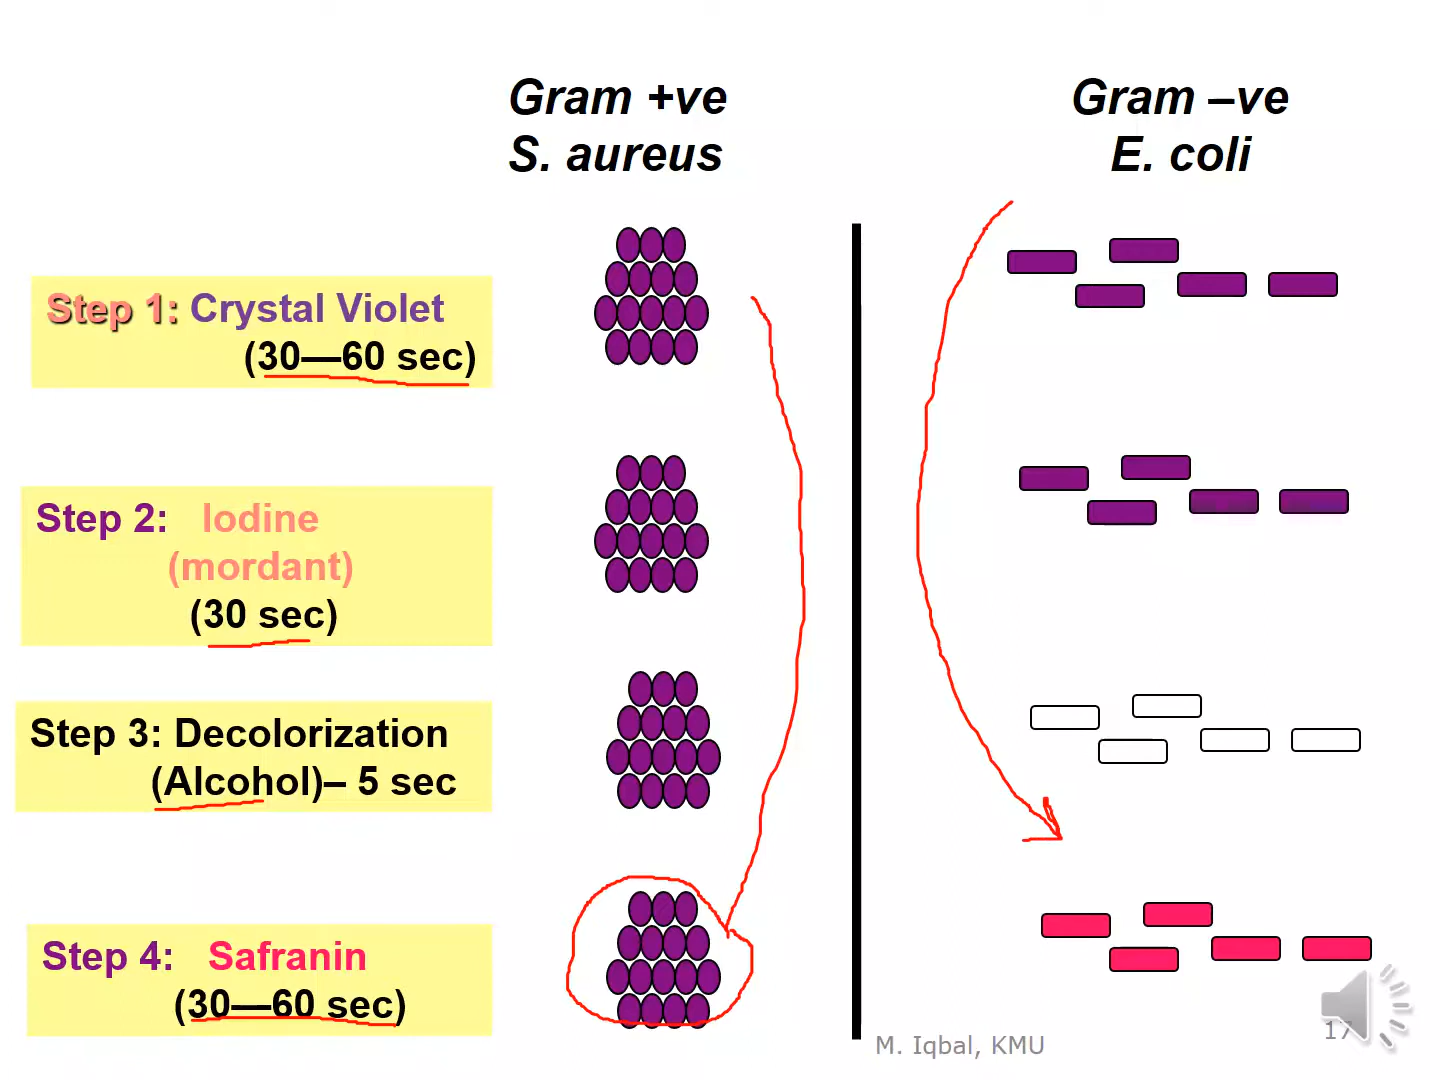 Gram +ve
S. aureus
Gram –ve
E. coli
Step 1: Crystal Violet
(30—60 sec)
Step 2: Iodine
(mordant)
(30 sec)
Step 3: Decolorization
(Alcohol)– 5 sec
Step 4: Safranin
(30—60 sec)
M. Iqbal, KMU
17